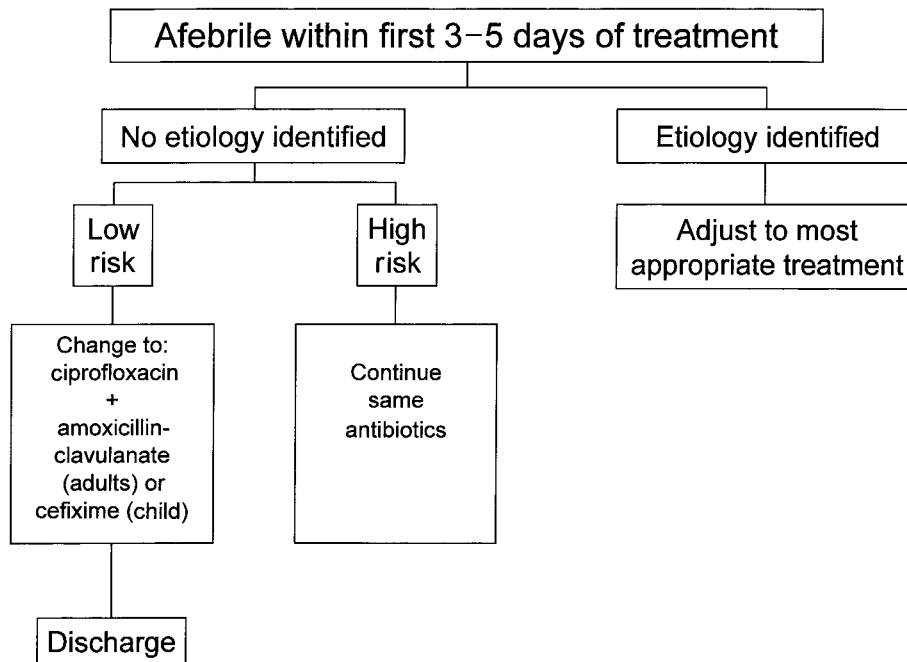 Afebrile within first 3–5 days of treatment
No etiology identified
Etiology identified
Low
risk
High
risk
Adjust to most
appropriate treatment
Change to:
ciprofloxacin
+
amoxicillin-
clavulanate
(adults) or
cefixime (child)
Continue
same
antibiotics
Discharge